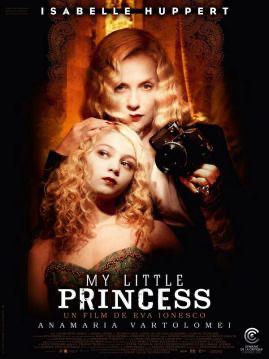 ISABELLE HUPPERT
MY LITTLE
PRINCESS
UN FILM DE EVA IONESCO
ANAMARIA VARTOLOMEI